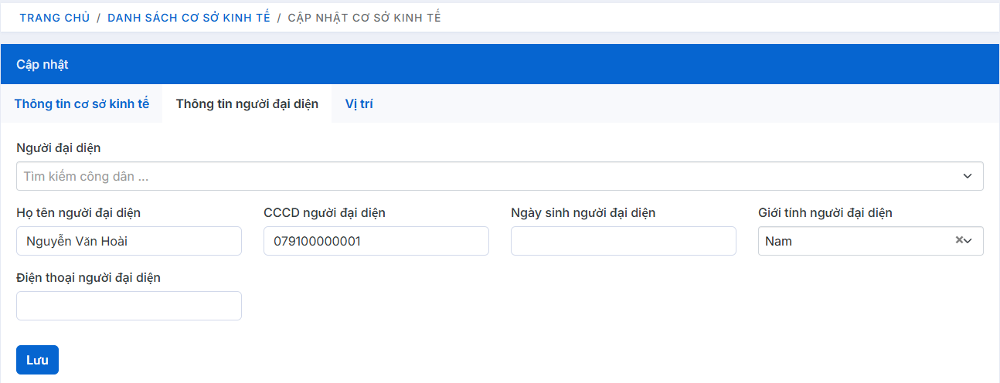 TRANG CHỦ / DANH SÁCH CƠ SỞ KINH TẾ / CẬP NHẬT CƠ SỞ KINH TẾ
Cập nhật
Thông tin cơ sở kinh tế Thông tin người đại diện Vị trí
Người đại diện
Tìm kiếm công dân ...
Họ tên người đại diện CCCD người đại diện Ngày sinh người đại diện Giới tính người đại diện
Nguyễn Văn Hoài 079100000001 Nam
Điện thoại người đại diện
Lưu